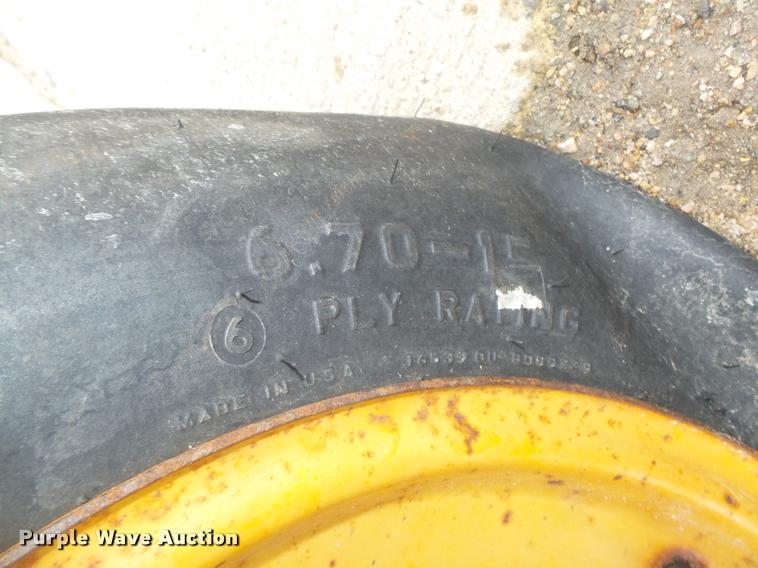 6.70-15
6 PLY RATING
MADE IN U.S.A
Purple Wave Auction